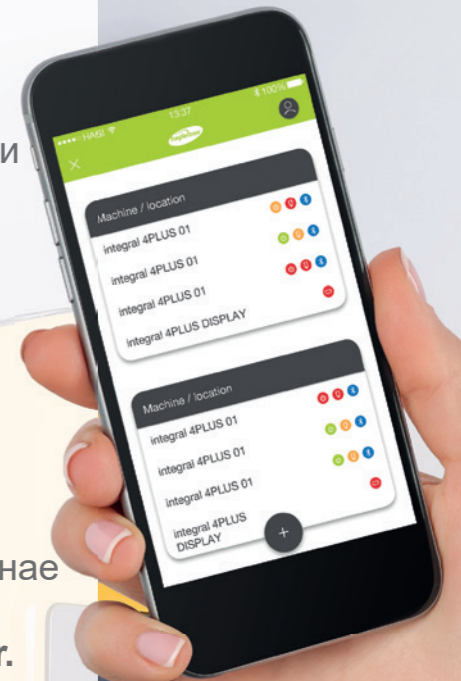 и
HAISI
13:37
100%
Machine / location
integral 4PLUS 01
integral 4PLUS 01
integral 4PLUS 01
integral 4PLUS DISPLAY
Machine / location
integral 4PLUS 01
integral 4PLUS 01
integral 4PLUS 01
integral 4PLUS
DISPLAY
+
нае
r.